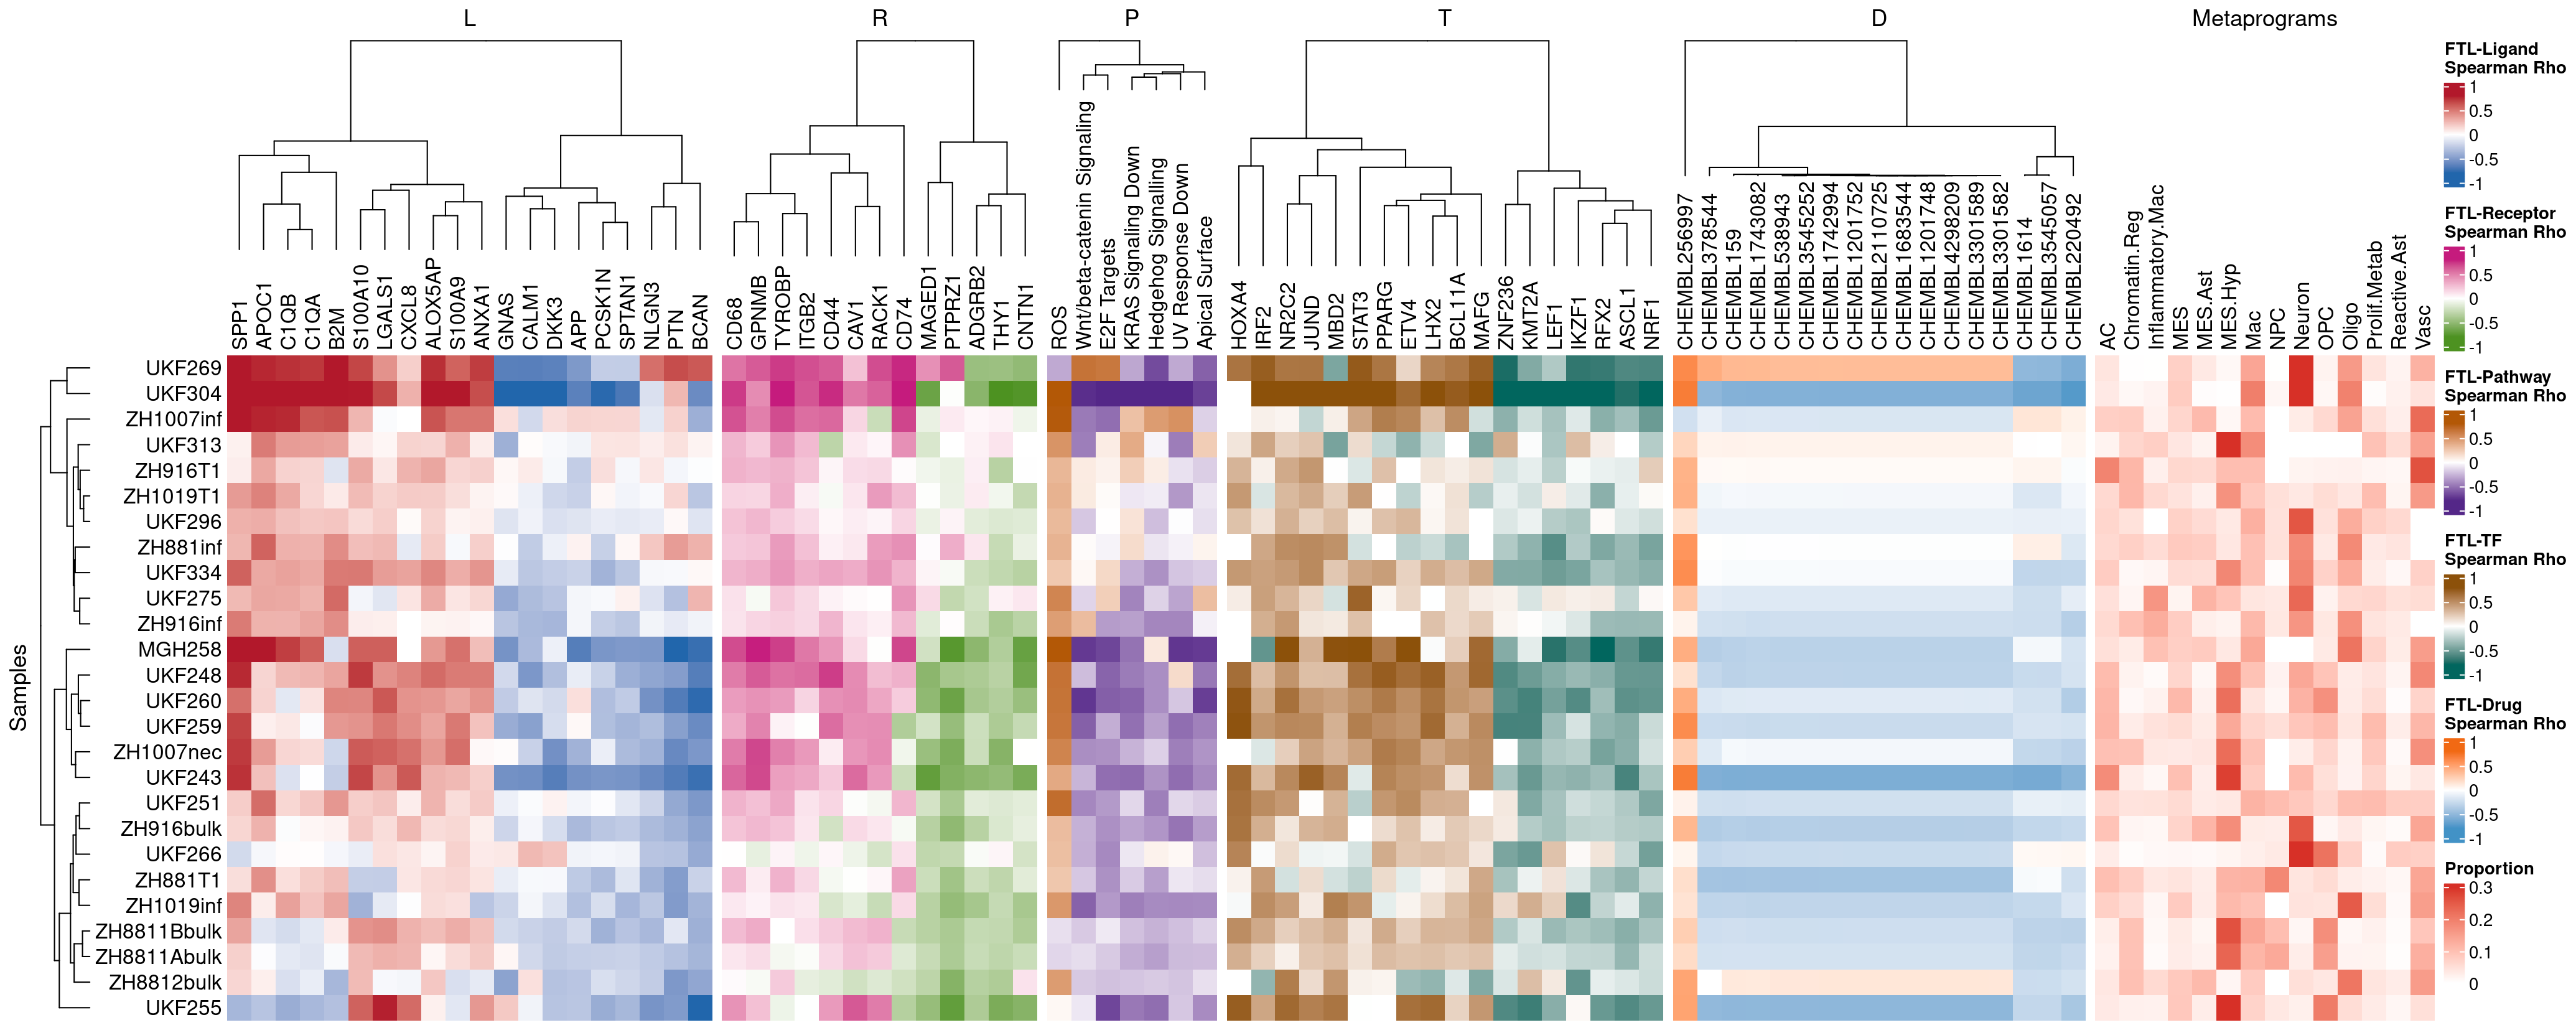 L
R
P
T
D
Metaprograms
SPP1
APOC1
C1QB
C1QA
B2M
S100A10
LGALS1
CXCL8
ALOX5AP
S100A9
ANXA1
GNAS
CALM1
DKK3
APP
PCSK1N
SPTAN1
NLGN3
PTN
BCAN
CD68
GPNMB
TYROBP
ITGB2
CD44
CAV1
RACK1
CD74
MAGED1
PTPRZ1
ADGRB2
THY1
CNTN1
ROS
Wnt/beta-catenin Signaling
E2F Targets
KRAS Signaling Down
Hedgehog Signalling
UV Response Down
Apical Surface
HOXA4
IRF2
NR2C2
JUND
MBD2
STAT3
PPARG
ETV4
LHX2
BCL11A
MAFG
ZNF236
KMT2A
LEF1
IKZF1
RFX2
ASCL1
NRF1
CHEMBL256997
CHEMBL378544
CHEMBL159
CHEMBL1743082
CHEMBL538943
CHEMBL3545252
CHEMBL1742994
CHEMBL1201752
CHEMBL2110725
CHEMBL1683544
CHEMBL1201748
CHEMBL4298209
CHEMBL3301589
CHEMBL3301582
CHEMBL1614
CHEMBL3545057
CHEMBL220492
AC
Chromatin.Reg
Inflammatory.Mac
MES
MES.Ast
MES.Hyp
Mac
NPC
Neuron
OPC
Oligo
Prolif.Metab
Reactive.Ast
Vasc
Samples
UKF269
UKF304
ZH1007inf
UKF313
ZH916T1
ZH1019T1
UKF296
ZH881inf
UKF334
UKF275
ZH916inf
MGH258
UKF248
UKF260
UKF259
ZH1007nec
UKF243
UKF251
ZH916bulk
UKF266
ZH881T1
ZH1019inf
ZH8811Bbulk
ZH8811Abulk
ZH8812bulk
UKF255
FTL-Ligand
Spearman Rho
1
0.5
0
-0.5
-1
FTL-Receptor
Spearman Rho
1
0.5
0
-0.5
-1
FTL-Pathway
Spearman Rho
1
0.5
0
-0.5
-1
FTL-TF
Spearman Rho
1
0.5
0
-0.5
-1
FTL-Drug
Spearman Rho
1
0.5
0
-0.5
-1
Proportion
0.3
0.2
0.1
0